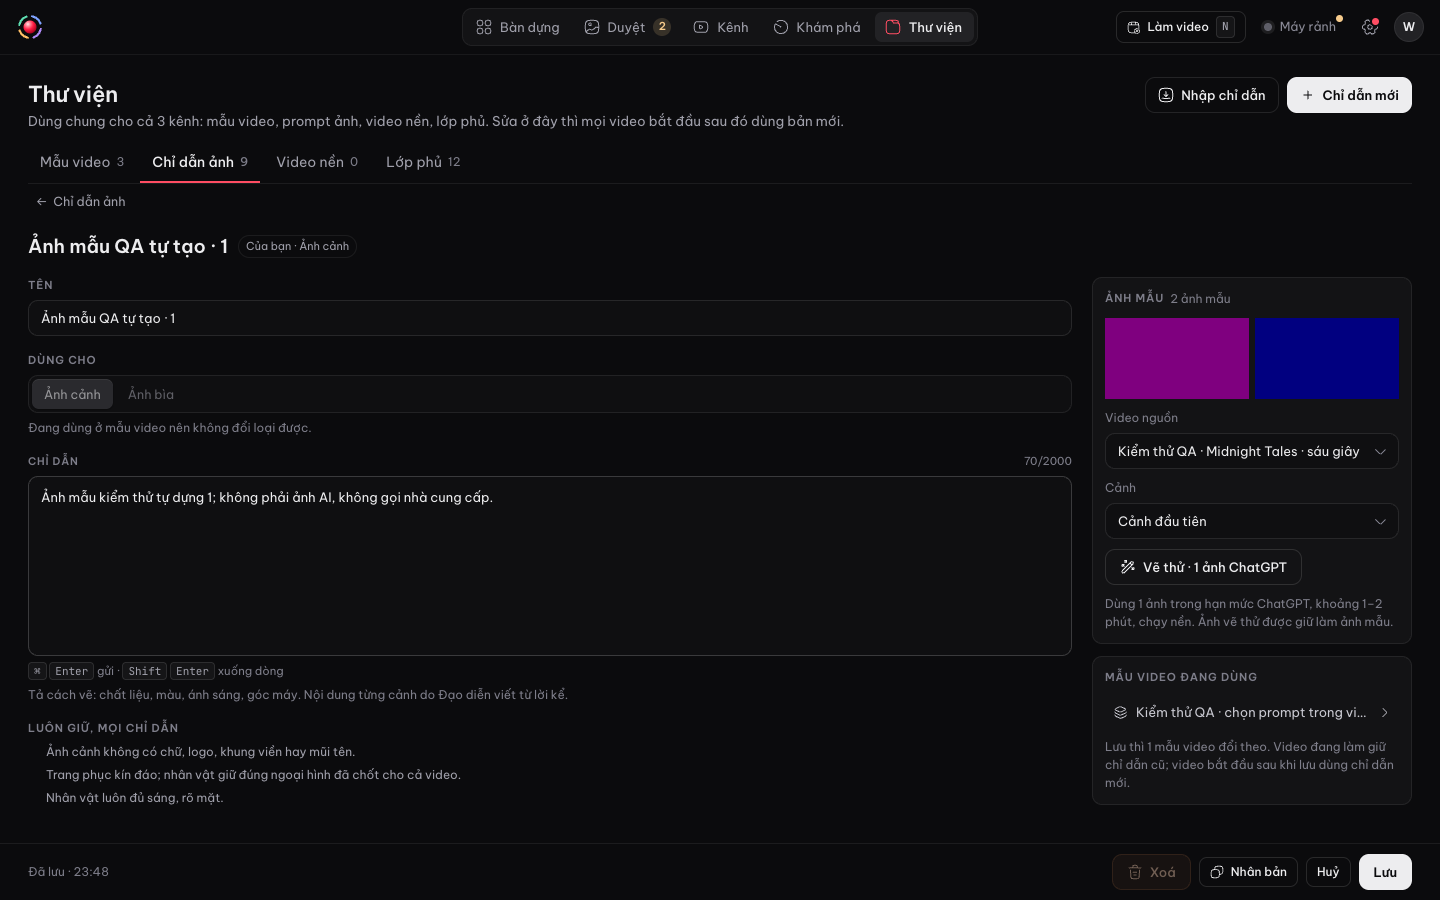 Bàn dựng
Duyệt 2
Kênh
Khám phá
Thư viện
Làm video N
Máy rảnh
W
Thư viện
Dùng chung cho cả 3 kênh: mẫu video, prompt ảnh, video nền, lớp phủ. Sửa ở đây thì mọi video bắt đầu sau đó dùng bản mới.
Nhập chỉ dẫn
+ Chỉ dẫn mới
Mẫu video 3
Chỉ dẫn ảnh 9
Video nền 0
Lớp phủ 12
← Chỉ dẫn ảnh
Ảnh mẫu QA tự tạo · 1
Của bạn · Ảnh cảnh
TÊN
Ảnh mẫu QA tự tạo · 1
DÙNG CHO
Ảnh cảnh
Ảnh bìa
Đang dùng ở mẫu video nên không đổi loại được.
CHỈ DẪN
70/2000
Ảnh mẫu kiểm thử tự dựng 1; không phải ảnh AI, không gọi nhà cung cấp.
⌘ Enter gửi · Shift Enter xuống dòng
Tả cách vẽ: chất liệu, màu, ánh sáng, góc máy. Nội dung từng cảnh do Đạo diễn viết từ lời kể.
LUÔN GIỮ, MỌI CHỈ DẪN
Ảnh cảnh không có chữ, logo, khung viền hay mũi tên.
Trang phục kín đáo; nhân vật giữ đúng ngoại hình đã chốt cho cả video.
Nhân vật luôn đủ sáng, rõ mặt.
ẢNH MẪU 2 ảnh mẫu
Video nguồn
Kiểm thử QA · Midnight Tales · sáu giây
Cảnh
Cảnh đầu tiên
Vẽ thử · 1 ảnh ChatGPT
Dùng 1 ảnh trong hạn mức ChatGPT, khoảng 1–2
phút, chạy nền. Ảnh vẽ thử được giữ làm ảnh mẫu.
MẪU VIDEO ĐANG DÙNG
Kiểm thử QA · chọn prompt trong vi...
Lưu thì 1 mẫu video đổi theo. Video đang làm giữ
chỉ dẫn cũ; video bắt đầu sau khi lưu dùng chỉ dẫn
mới.
Đã lưu · 23:48
Xoá
Nhân bản
Huỷ
Lưu